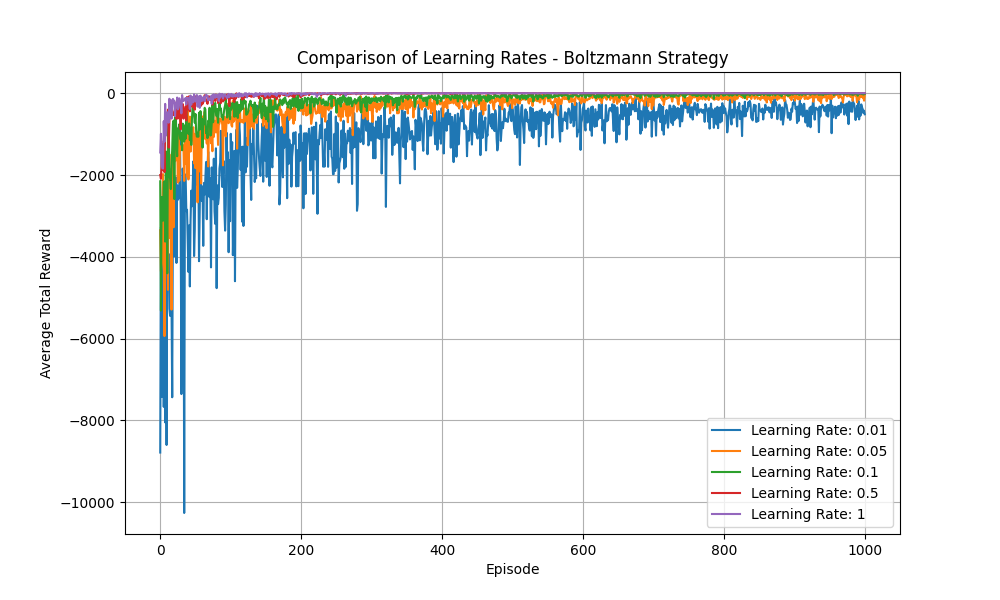 Comparison of Learning Rates - Boltzmann Strategy
Average Total Reward
0
−2000
−4000
−6000
−8000
−10000
Learning Rate: 0.01
Learning Rate: 0.05
Learning Rate: 0.1
Learning Rate: 0.5
Learning Rate: 1
0
200
400
600
800
1000
Episode